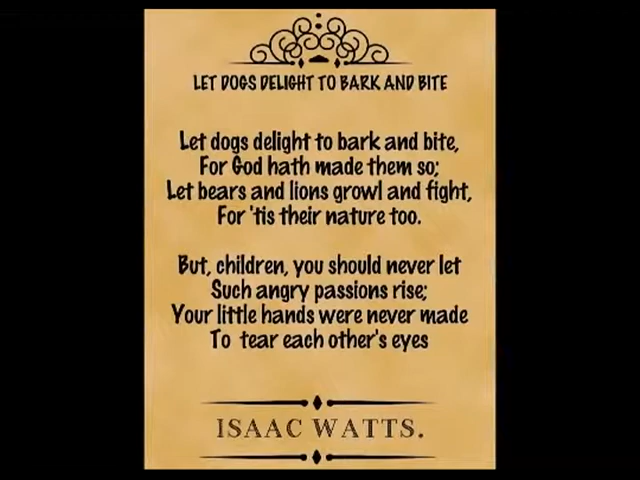 LET DOGS DELIGHT TO BARK AND BITE
Let dogs delight to bark and bite,
For God hath made them so;
Let bears and lions growl and fight,
For 'tis their nature too.
But, children, you should never let
Such angry passions rise;
Your little hands were never made
To tear each other's eyes
ISAAC WATTS.